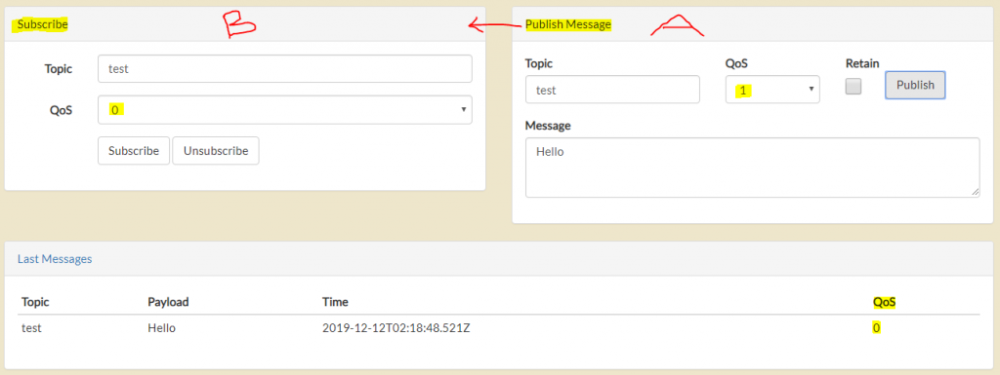 Subscribe B
Topic test
QoS 0
Subscribe Unsubscribe
Publish Message A
Topic QoS Retain
test 1 Publish
Message
Hello
Last Messages
Topic Payload Time QoS
test Hello 2019-12-12T02:18:48.521Z 0